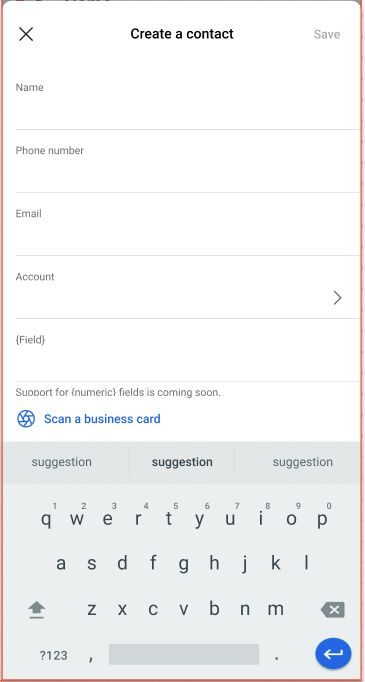 Create a contact Save
Name
Phone number
Email
Account
{Field}
Support for {numeric} fields is coming soon.
Scan a business card
suggestion suggestion suggestion
1 2 3 4 5 6 7 8 9 0
q w e r t y u i o p
a s d f g h j k l
z x c v b n m
?123 , .